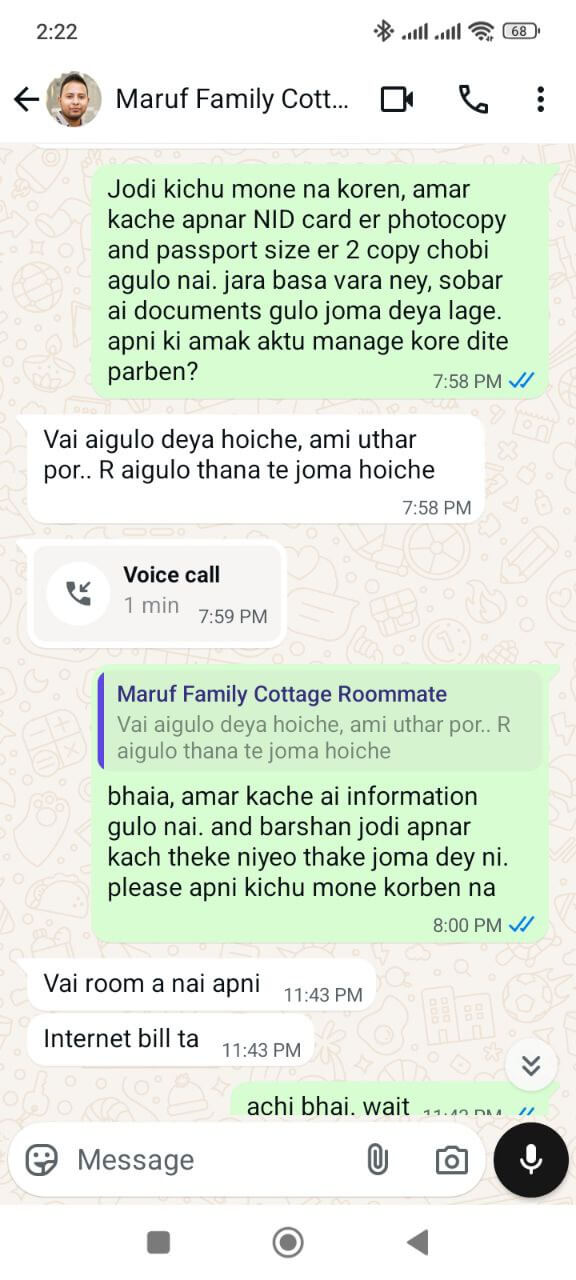 2:22
68
Maruf Family Cott...
Jodi kichu mone na koren, amar
kache apnar NID card er photocopy
and passport size er 2 copy chobi
agulo nai. jara basa vara ney, sobar
ai documents gulo joma deya lage.
apni ki amak aktu manage kore dite
parben?
7:58 PM
Vai aigulo deya hoiche, ami uthar
por.. R aigulo thana te joma hoiche
7:58 PM
Voice call
1 min 7:59 PM
Maruf Family Cottage Roommate
Vai aigulo deya hoiche, ami uthar por.. R
aigulo thana te joma hoiche
bhaia, amar kache ai information
gulo nai. and barshan jodi apnar
kach theke niyeo thake joma dey ni.
please apni kichu mone korben na
8:00 PM
Vai room a nai apni 11:43 PM
Internet bill ta 11:43 PM
achi bhai. wait
Message